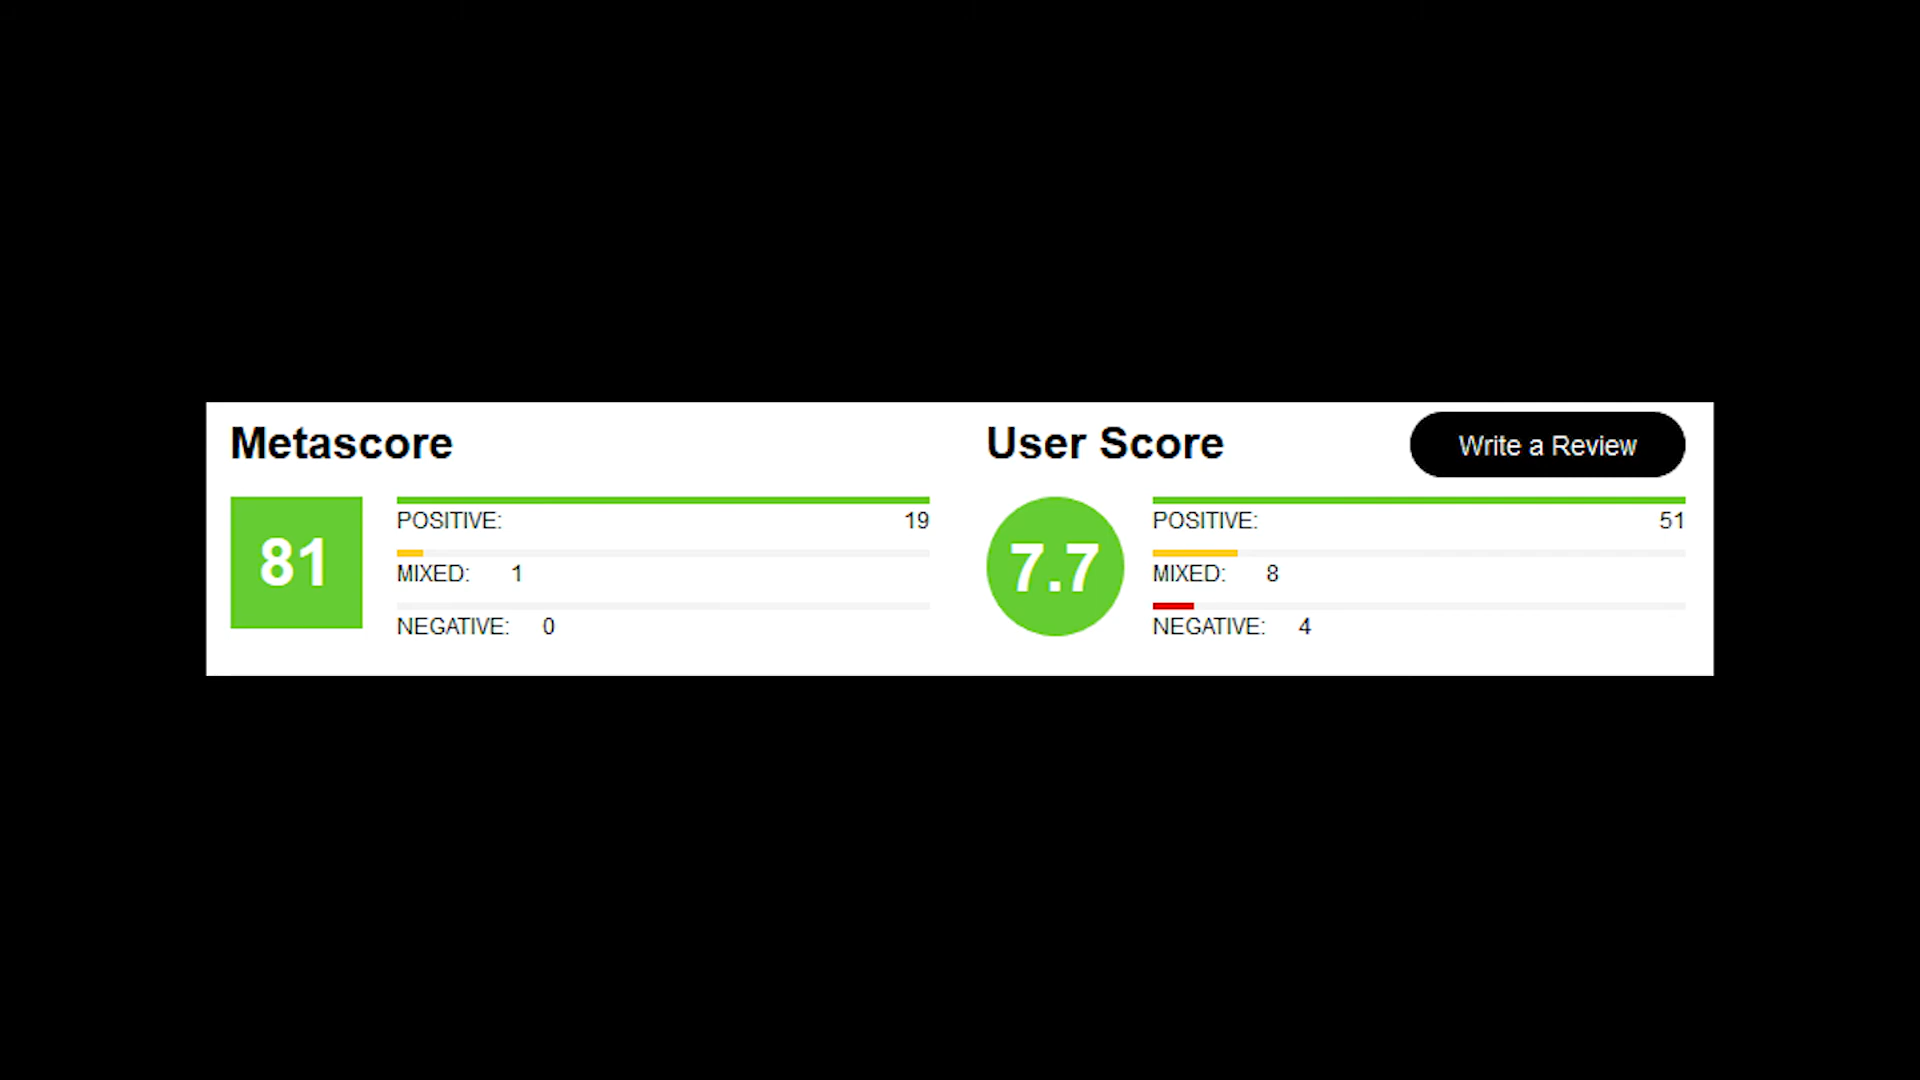 Metascore
81
POSITIVE: 19
MIXED: 1
NEGATIVE: 0
User Score
Write a Review
7.7
POSITIVE: 51
MIXED: 8
NEGATIVE: 4